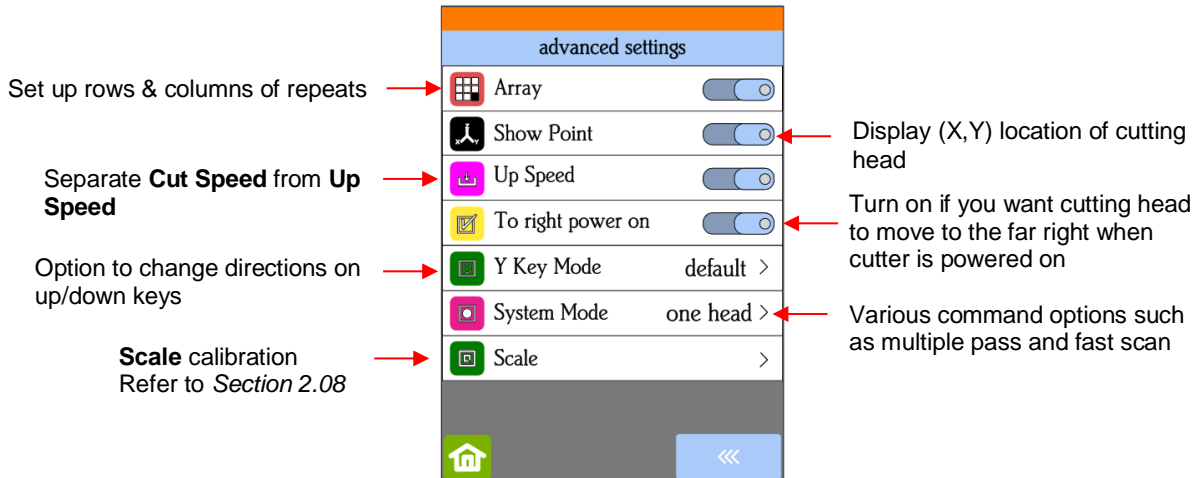 advanced settings
Set up rows & columns of repeats
Array
Show Point
Display (X,Y) location of cutting
head
Separate Cut Speed from Up
Speed
Up Speed
To right power on
Turn on if you want cutting head
to move to the far right when
cutter is powered on
Option to change directions on
up/down keys
Y Key Mode default >
System Mode one head >
Various command options such
as multiple pass and fast scan
Scale calibration
Refer to Section 2.08
Scale >